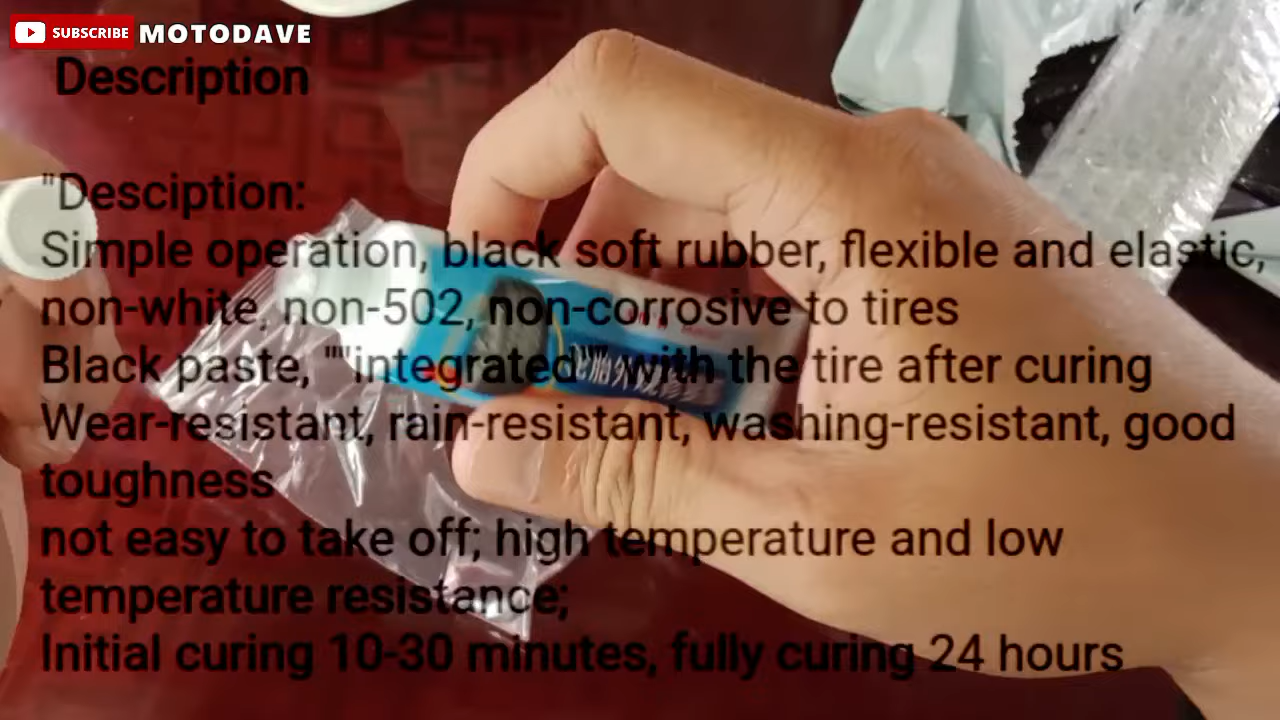 SUBSCRIBE MOTODAVE
Description
"Desciption:
Simple operation, black soft rubber, flexible and elastic,
non-white, non-502, non-corrosive to tires
Black paste, ""integrated"" with the tire after curing
Wear-resistant, rain-resistant, washing-resistant, good
toughness
not easy to take off; high temperature and low
temperature resistance;
Initial curing 10-30 minutes, fully curing 24 hours